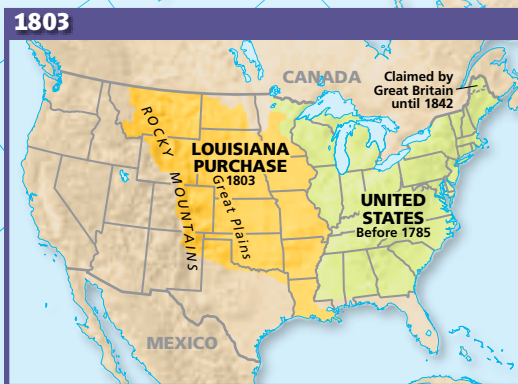 1803
CANADA
Claimed by
Great Britain
until 1842
ROCKY MOUNTAINS
LOUISIANA
PURCHASE
1803
Great Plains
UNITED
STATES
Before 1785
MEXICO